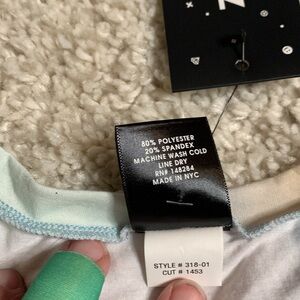 80% POLYESTER
20% SPANDEX
MACHINE WASH COLD
LINE DRY
RN# 148284
MADE IN NYC
STYLE # 318-01
CUT # 1453